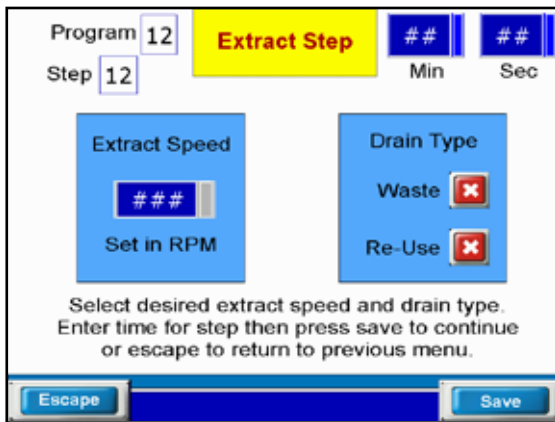 Program 12
Extract Step
## ##
Step 12
Min Sec
Extract Speed
###
Set in RPM
Drain Type
Waste
Re-Use
Select desired extract speed and drain type.
Enter time for step then press save to continue
or escape to return to previous menu.
Escape
Save